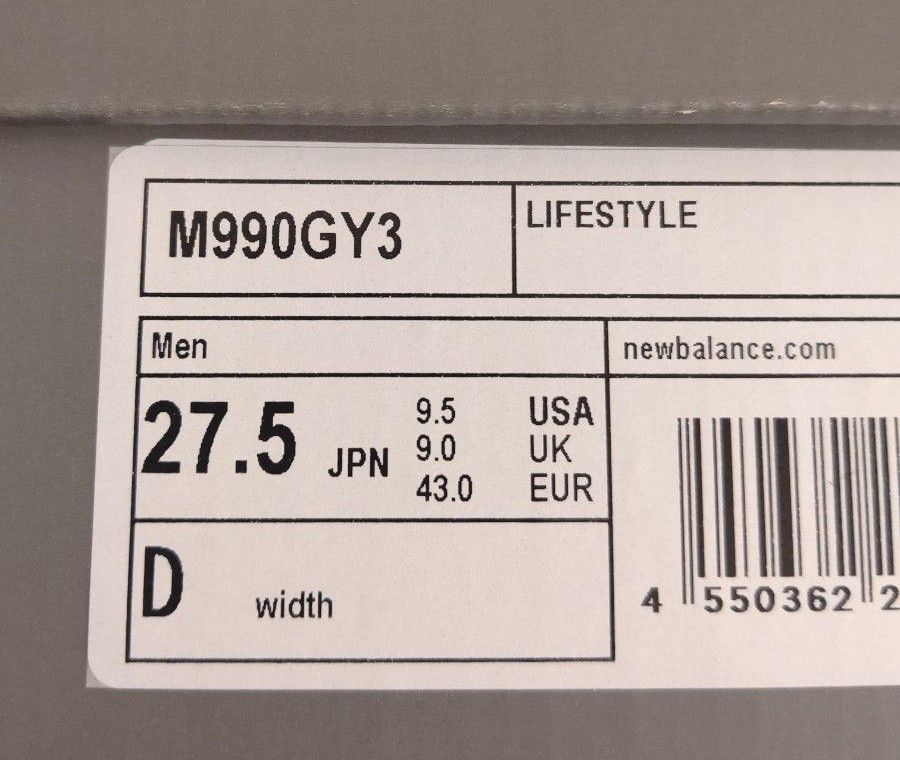 M990GY3
LIFESTYLE
Men
newbalance.com
27.5 JPN
9.5 USA
9.0 UK
43.0 EUR
D width
4 550362 2